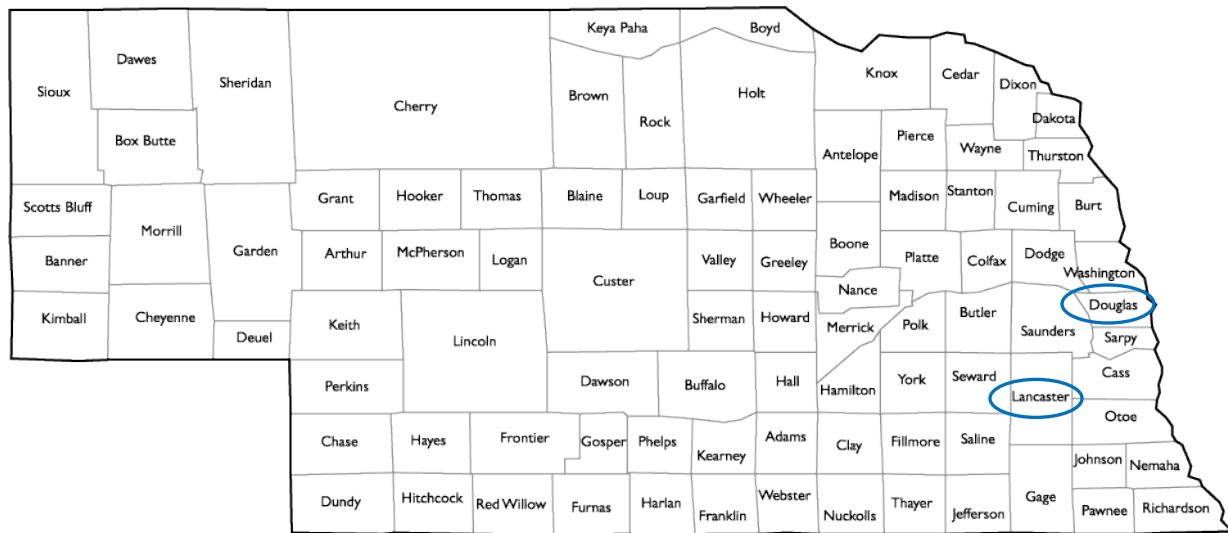 Keya Paha
Boyd
Dawes
Sioux
Sheridan
Cherry
Brown
Rock
Holt
Knox
Cedar
Dixon
Dakota
Box Butte
Antelope
Pierce
Wayne
Thurston
Scotts Bluff
Morrill
Grant
Hooker
Thomas
Blaine
Loup
Garfield
Wheeler
Madison
Stanton
Cuming
Burt
Banner
Garden
Arthur
McPherson
Logan
Custer
Valley
Greeley
Boone
Platte
Colfax
Dodge
Washington
Kimball
Cheyenne
Deuel
Keith
Lincoln
Sherman
Howard
Nance
Merrick
Polk
Butler
Saunders
Douglas
Sarpy
Perkins
Dawson
Buffalo
Hall
Hamilton
York
Seward
Lancaster
Cass
Otoe
Chase
Hayes
Frontier
Gosper
Phelps
Kearney
Adams
Clay
Fillmore
Saline
Johnson
Nemaha
Dundy
Hitchcock
Red Willow
Furnas
Harlan
Franklin
Webster
Nuckolls
Thayer
Jefferson
Gage
Pawnee
Richardson